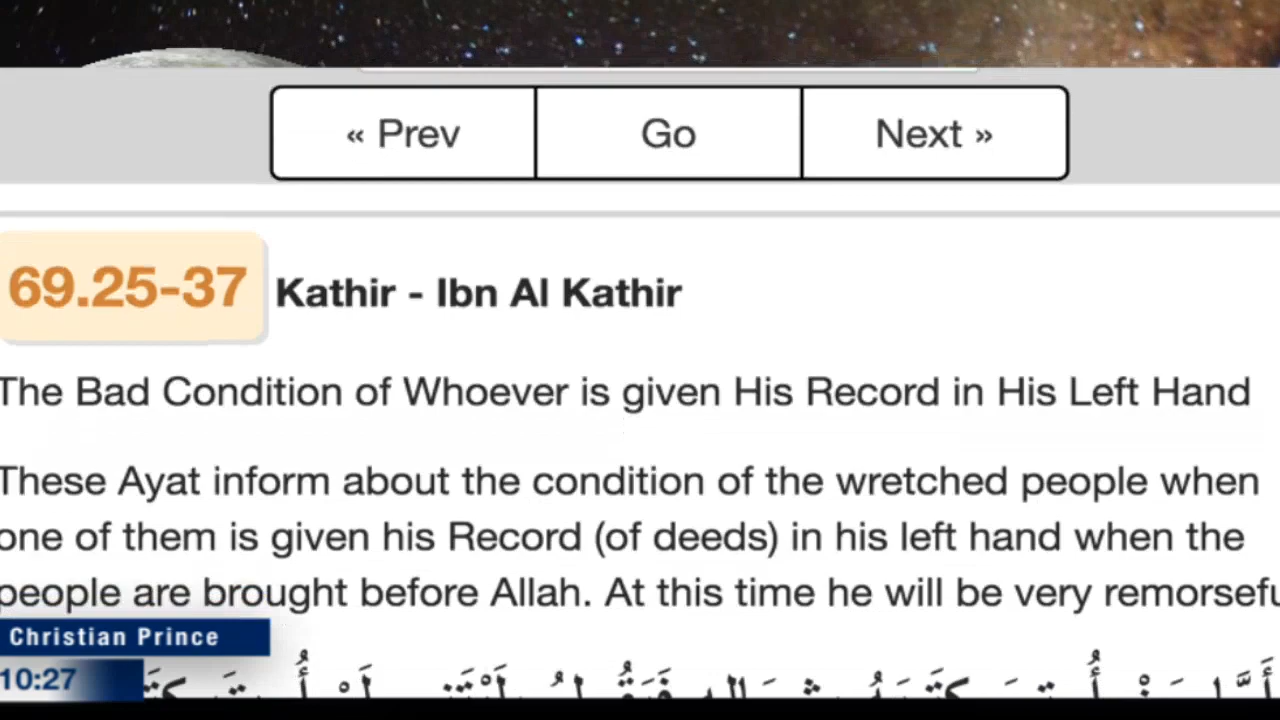 « Prev Go Next »
69.25-37 Kathir - Ibn Al Kathir
The Bad Condition of Whoever is given His Record in His Left Hand
These Ayat inform about the condition of the wretched people when
one of them is given his Record (of deeds) in his left hand when the
people are brought before Allah. At this time he will be very remorsefu
Christian Prince
10:27